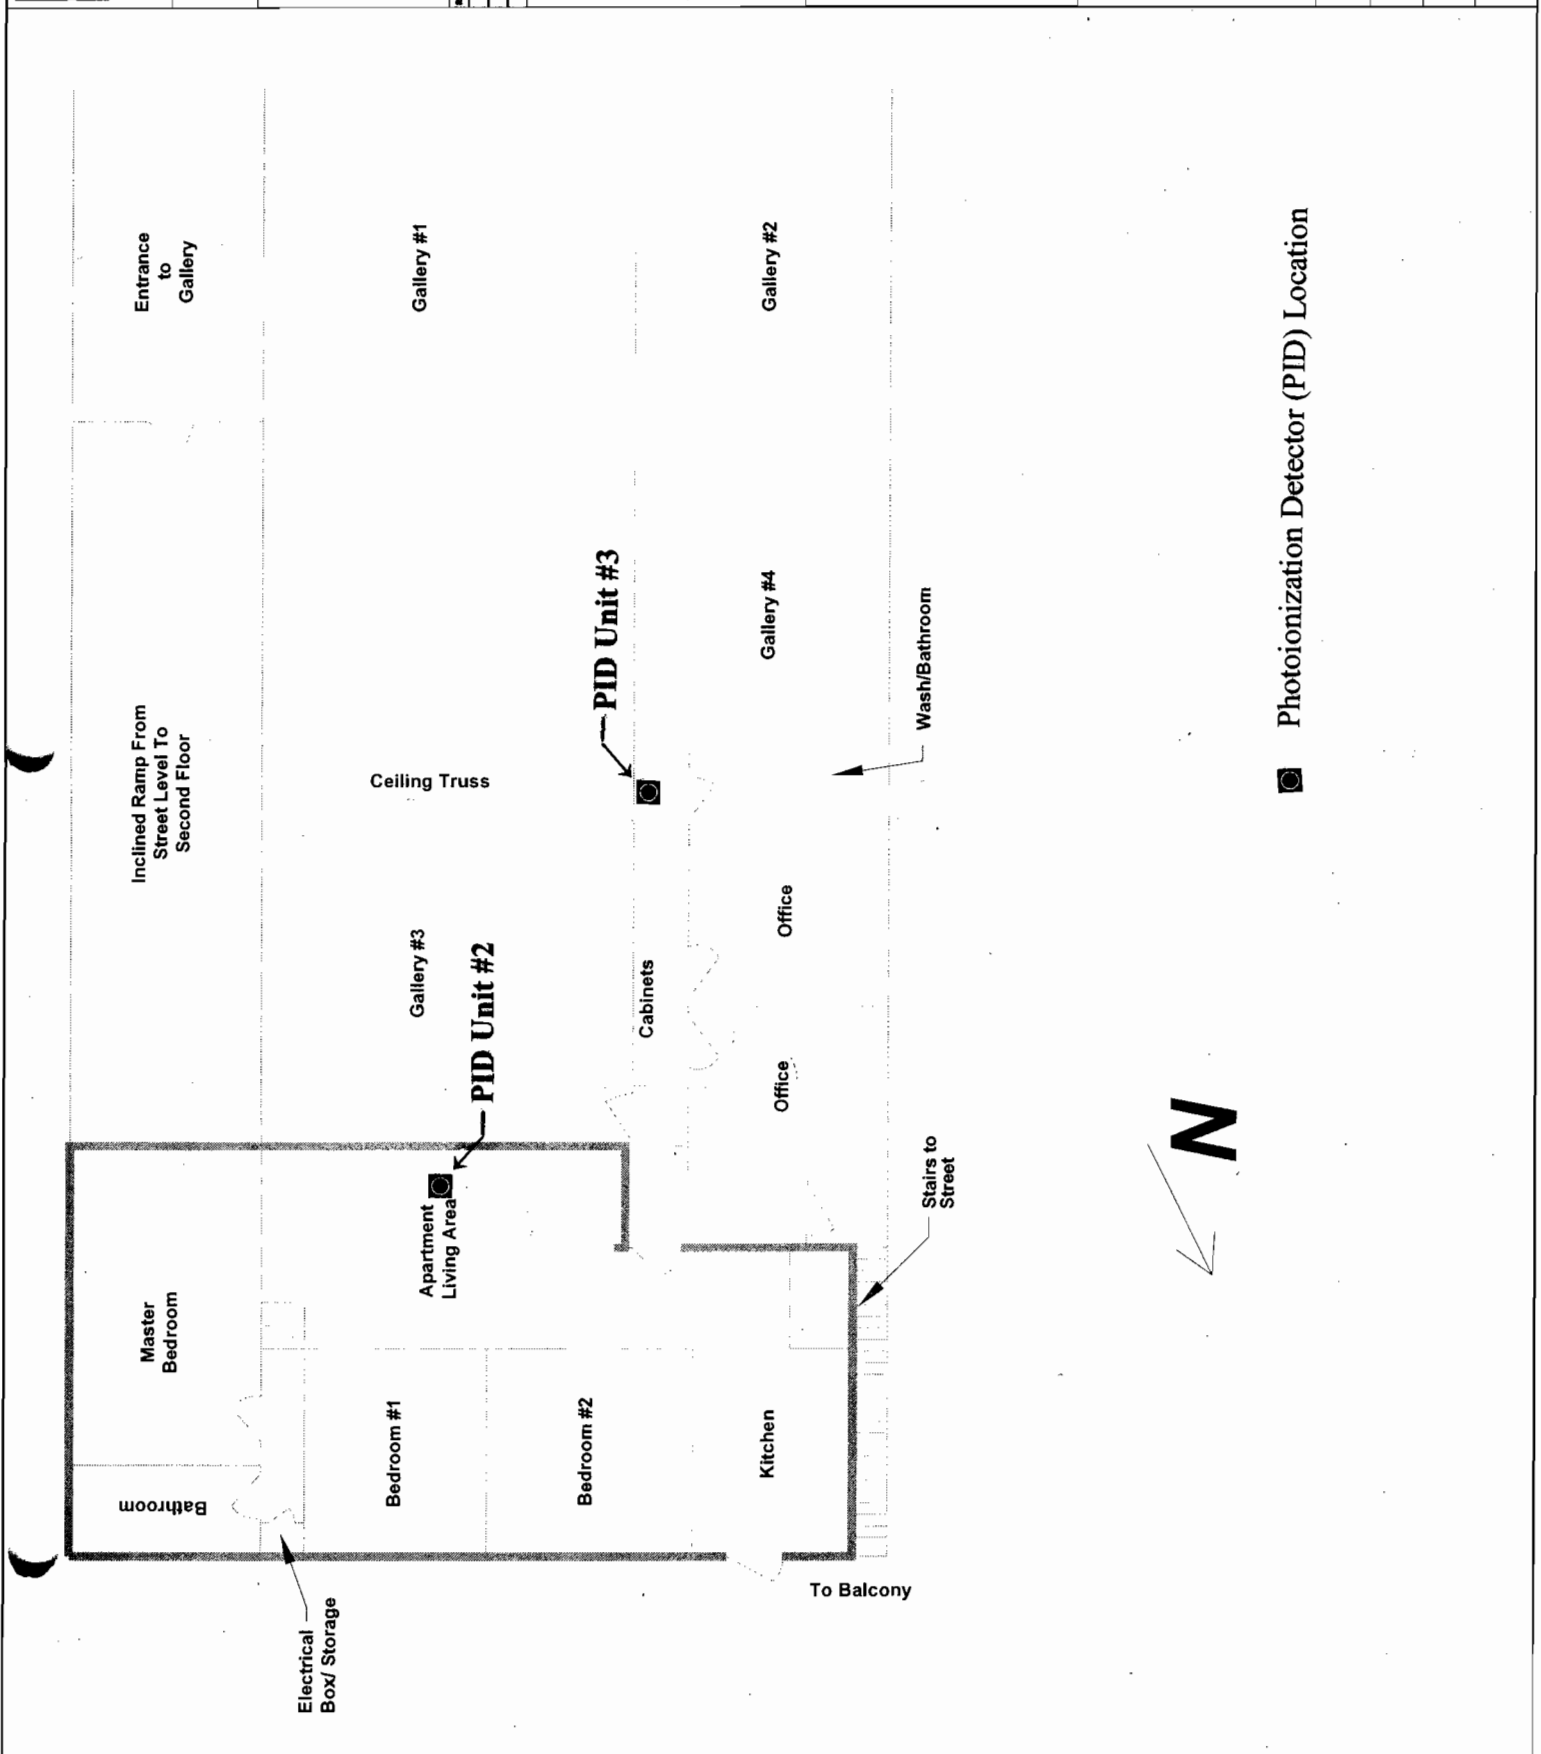 Entrance
to
Gallery
Gallery #1
Gallery #2
Inclined Ramp From
Street Level To
Second Floor
Ceiling Truss
PID Unit #3
Gallery #4
Wash/Bathroom
Gallery #3
PID Unit #2
Cabinets
Office
Office
Master
Bedroom
Apartment
Living Area
Stairs to
Street
Bathroom
Bedroom #1
Bedroom #2
Kitchen
Electrical
Box/ Storage
To Balcony
Photoionization Detector (PID) Location
N